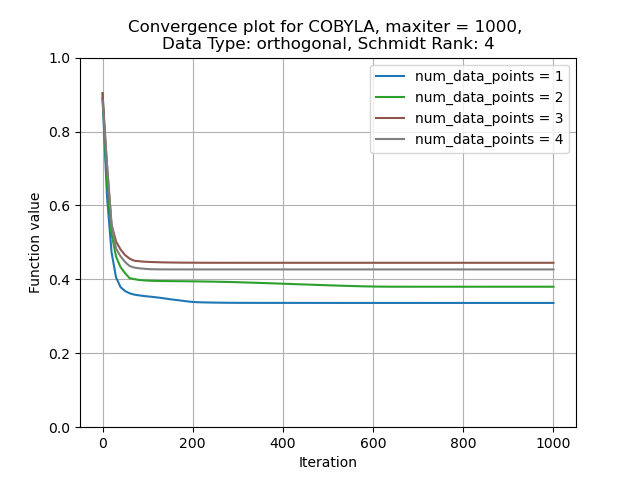 Convergence plot for COBYLA, maxiter = 1000,
Data Type: orthogonal, Schmidt Rank: 4
num_data_points = 1
num_data_points = 2
num_data_points = 3
num_data_points = 4
Function value
1.0
0.8
0.6
0.4
0.2
0.0
0 200 400 600 800 1000
Iteration